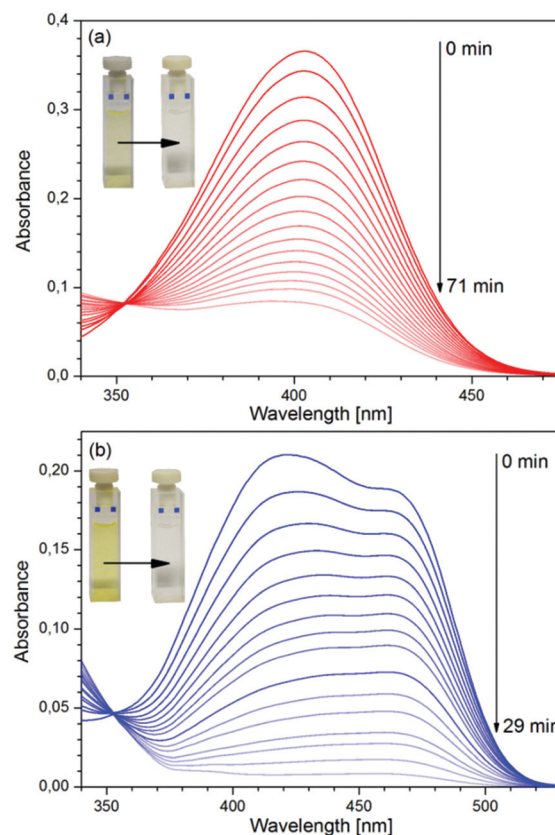 (a)
0,4
0 min
0,3
0,2
Absorbance
0,1
71 min
0,0
350
400
450
Wavelength [nm]
(b)
0,20
0 min
0,15
Absorbance
0,10
0,05
29 min
0,00
350
400
450
500
Wavelength [nm]